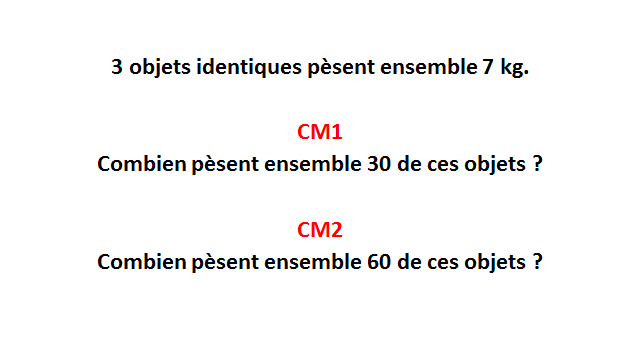 3 objets identiques pèsent ensemble 7 kg.
CM1
Combien pèsent ensemble 30 de ces objets ?
CM2
Combien pèsent ensemble 60 de ces objets ?